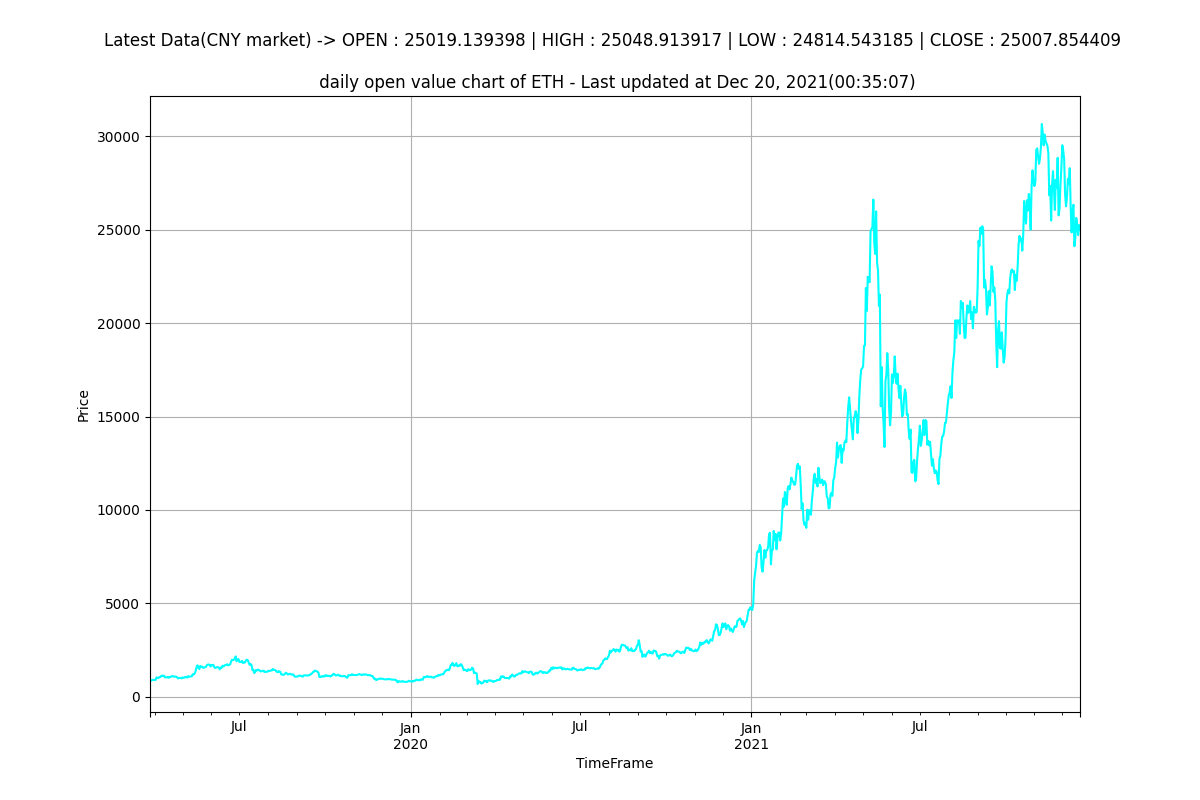 Latest Data(CNY market) -> OPEN : 25019.139398 | HIGH : 25048.913917 | LOW : 24814.543185 | CLOSE : 25007.854409
daily open value chart of ETH - Last updated at Dec 20, 2021(00:35:07)
30000
25000
20000
15000
10000
5000
0
Price
Jul
Jan
2020
Jul
Jan
2021
Jul
TimeFrame